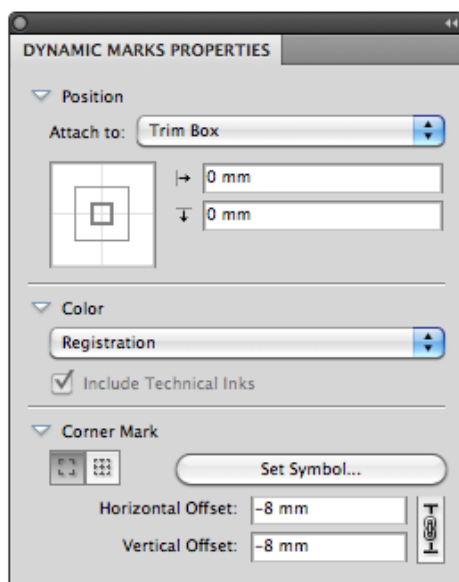 DYNAMIC MARKS PROPERTIES
Position
Attach to: Trim Box
0 mm
0 mm
Color
Registration
Include Technical Inks
Corner Mark
Set Symbol...
Horizontal Offset: -8 mm
Vertical Offset: -8 mm